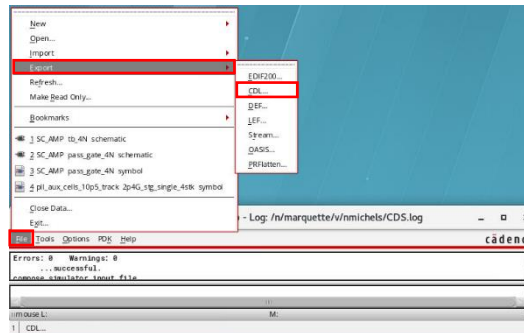 New
Open...
Import
Export
Refresh...
Make Read Only...
Bookmarks
1 SC_AMP tb_4N schematic
2 SC_AMP pass_gate_4N schematic
3 SC_AMP pass_gate_4N symbol
4 pll_aux_cells_10p5_track 2p4G_stg_single_4stk symbol
Close Data...
Exit...
EDIF200...
CDL...
DEF...
LEF...
Stream...
OASIS...
PRFlatten...
- Log: /n/marquette/v/nmichels/CDS.log
File Tools Options PDK Help
cādenc
Errors: 0 Warnings: 0
...successful.
compose simulator input file
mouse L: M:
1 CDL...